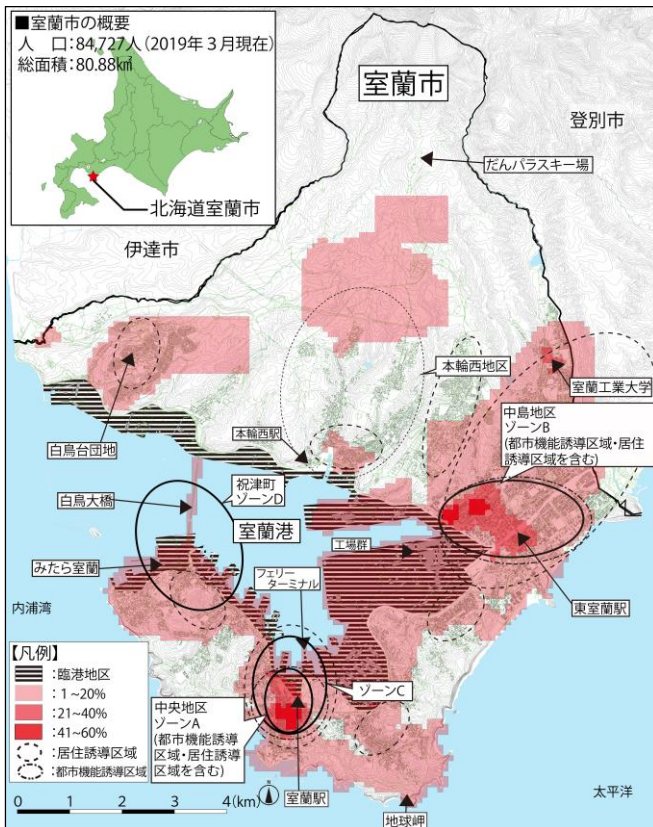 ■室蘭市の概要
人　口:84,727人(2019年３月現在)
総面積:80.88㎢
北海道室蘭市
室蘭市
登別市
だんパラスキー場
伊達市
本輪西地区
室蘭工業大学
中島地区
ゾーンB
(都市機能誘導
区域・居住
誘導区域を含む)
白鳥台団地
本輪西駅
祝津町
ゾーンD
白鳥大橋
室蘭港
工場群
みたら室蘭
フェリー
ターミナル
東室蘭駅
内浦湾
【凡例】
:臨港地区
:１~20%
:21~40%
:41~60%
:居住誘導区域
:都市機能誘導区域
中央地区
ゾーンA
(都市機能誘導
区域・居住誘導
区域を含む)
ゾーンC
0 1 2 3 4(km)
N
室蘭駅
地球岬
太平洋